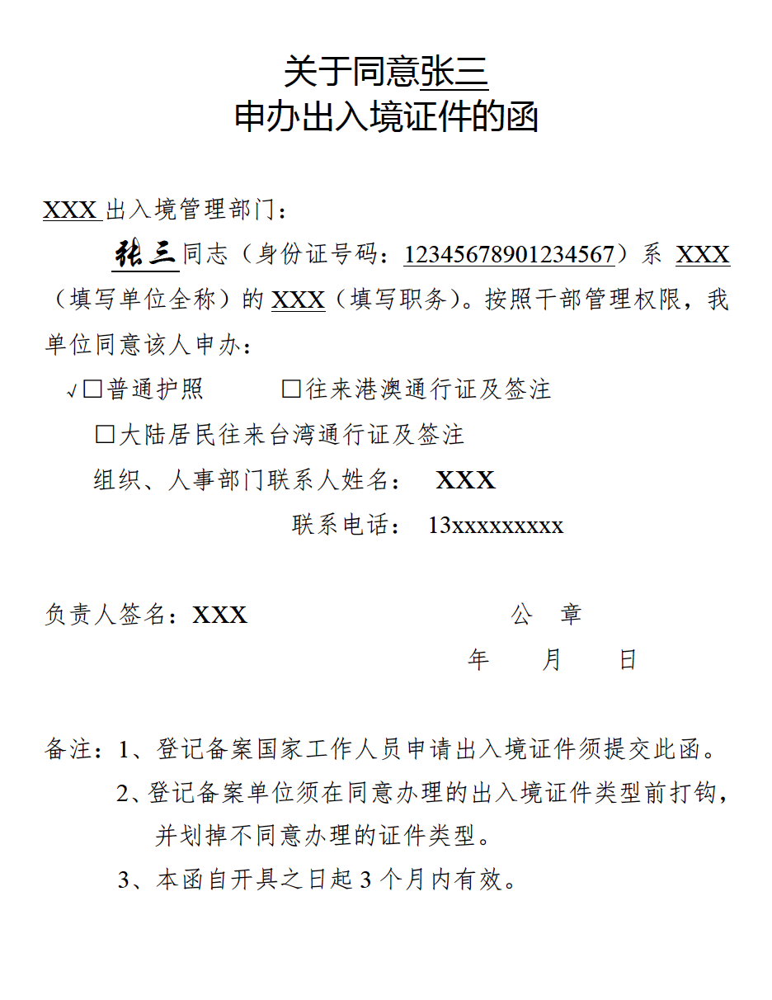 关于同意张三
申办出入境证件的函
XXX 出入境管理部门：
张三同志（身份证号码：12345678901234567）系 XXX
（填写单位全称）的 XXX（填写职务）。按照干部管理权限，我
单位同意该人申办：
√□普通护照 □往来港澳通行证及签注
□大陆居民往来台湾通行证及签注
组织、人事部门联系人姓名： XXX
联系电话： 13xxxxxxxxx
负责人签名：XXX 公 章
年 月 日
备注：1、登记备案国家工作人员申请出入境证件须提交此函。
2、登记备案单位须在同意办理的出入境证件类型前打钩，
并划掉不同意办理的证件类型。
3、本函自开具之日起 3 个月内有效。